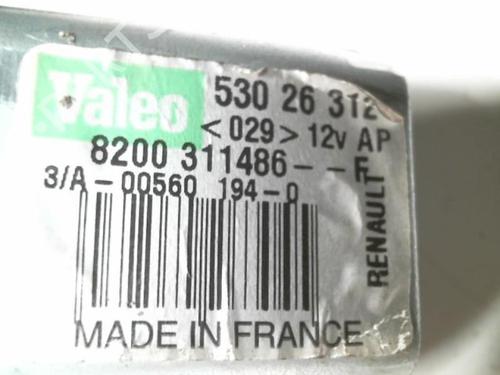 Valeo
530 26 312
<029> 12v AP
8200 311486--F
3/A-00560 194-0
RENAULT
MADE IN FRANCE